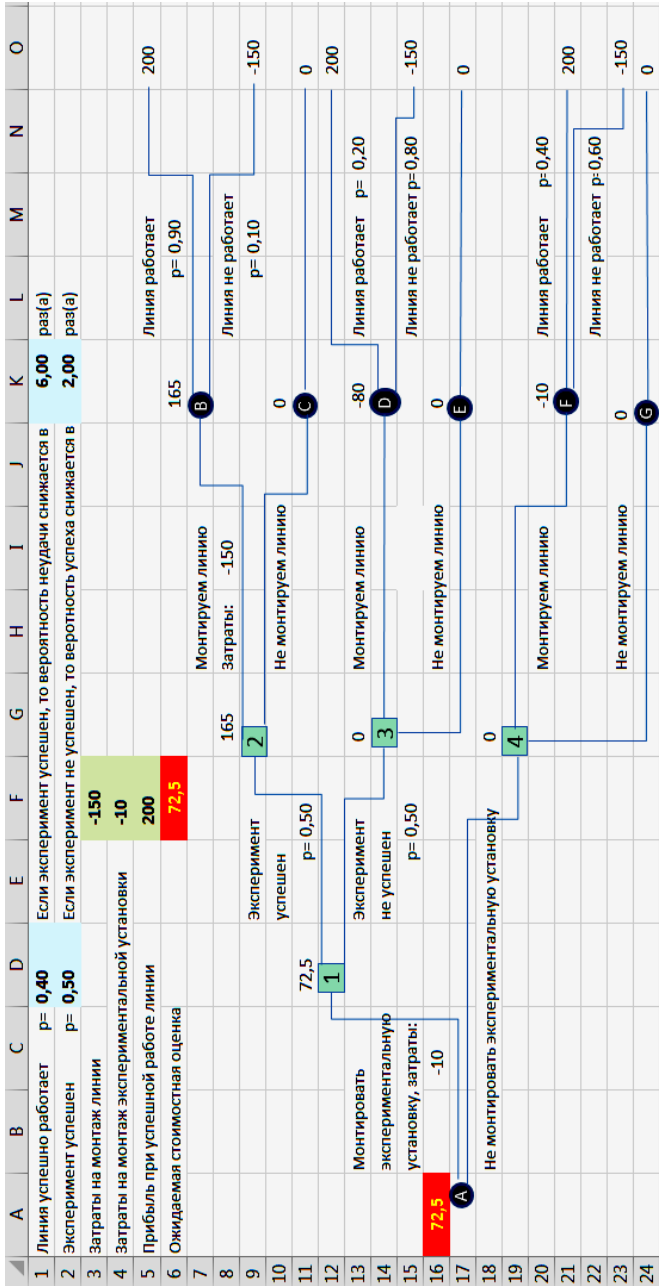 A B C D E F G H I J K L M N O
1 Линия успешно работает p= 0,40 Если эксперимент успешен, то вероятность неудачи снижается в 6,00 раз(а)
2 Эксперимент успешен p= 0,50 Если эксперимент не успешен, то веротность успеха снижается в 2,00 раз(а)
3 Затраты на монтаж линии -150
4 Затраты на монтаж экспериментальной установки -10
5 Прибыль при успешной работе линии 200 Линия работает 200
6 Ожидаемая стоимостная оценка 72,5 165 p= 0,90
7 Монтируем линию B
8 165 Затраты: -150 Линия не работает
9 Эксперимент 2 p= 0,10 -150
10 успешен 0
11 72,5 p= 0,50 Не монтируем линию C 0
12 1 200
13 Монтировать Эксперимент 0 -80 Линия работает p= 0,20
14 экспериментальную не успешен 3 Монтируем линию D
15 установку, затраты: p= 0,50 Линия не работает p= 0,80 -150
16 72,5 -10 0
17 A Не монтируем линию E 0
18 Не монтировать экспериментальную установку 0
19 4
20 Монтируем линию -10 Линия работает p= 0,40
21 F 200
22 Линия не работает p= 0,60
23 Не монтируем линию 0 -150
24 G 0